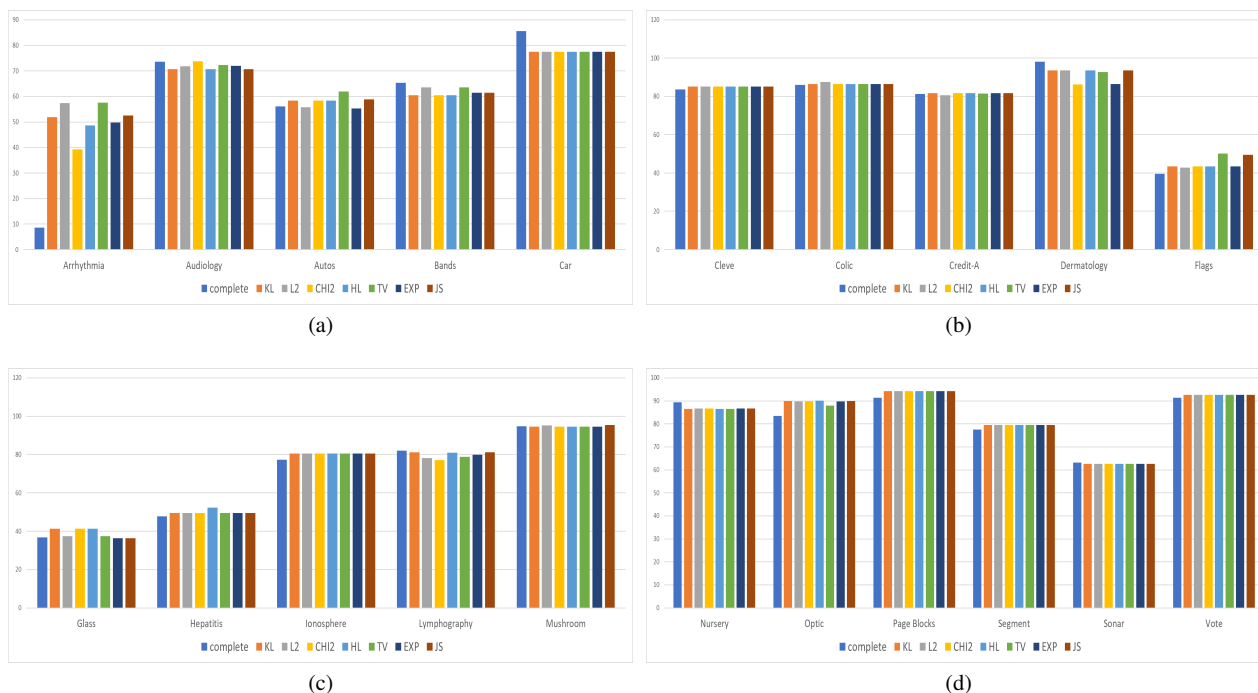 90
80
70
60
50
40
30
20
10
0
Arrhythmia Audiology Autos Bands Car
complete KL L2 CHI2 HL TV EXP JS
(a)
120
100
80
60
40
20
0
Cleve Colic Credit-A Dermatology Flags
complete KL L2 CHI2 HL TV EXP JS
(b)
120
100
80
60
40
20
0
Glass Hepatitis Ionosphere Lymphography Mushroom
complete KL L2 CHI2 HL TV EXP JS
(c)
100
90
80
70
60
50
40
30
20
10
0
Nursery Optic Page Blocks Segment Sonar Vote
complete KL L2 CHI2 HL TV EXP JS
(d)